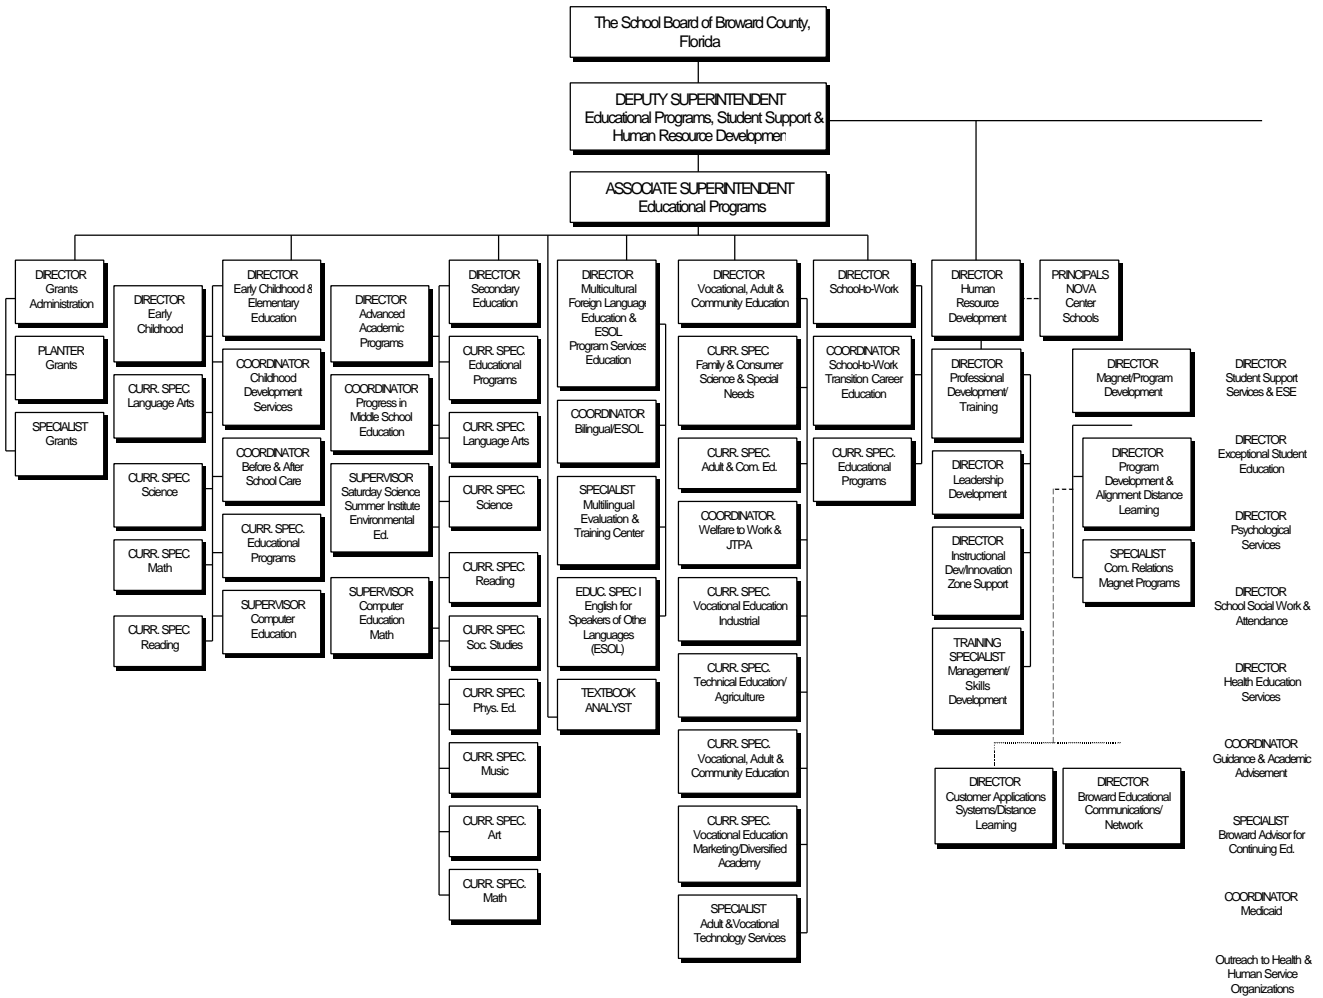 The School Board of Broward County,
Florida
DEPUTY SUPERINTENDENT
Educational Programs, Student Support &
Human Resource Developmen
ASSOCIATE SUPERINTENDENT
Educational Programs
DIRECTOR
Grants
Administration
PLANTER
Grants
SPECIALIST
Grants
DIRECTOR
Early
Childhood
CURR. SPEC
Language Arts
CURR. SPEC
Science
CURR. SPEC
Math
CURR. SPEC
Reading
DIRECTOR
Early Childhood &
Elementary
Education
COORDINATOR
Childhood
Development
Services
COORDINATOR
Before & After
School Care
CURR. SPEC.
Educational
Programs
SUPERVISOR
Computer
Education
DIRECTOR
Advanced
Academic
Programs
COORDINATOR
Progress in
Middle School
Education
SUPERVISOR
Saturday Science
Summer Institute
Environmental
Ed.
SUPERVISOR
Computer
Education
Math
DIRECTOR
Secondary
Education
CURR. SPEC.
Educational
Programs
CURR. SPEC.
Language Arts
CURR. SPEC.
Science
CURR. SPEC.
Reading
CURR. SPEC.
Soc. Studies
CURR. SPEC.
Phys. Ed.
CURR. SPEC.
Music
CURR. SPEC.
Art
CURR. SPEC.
Math
DIRECTOR
Multicultural
Foreign Language
Education &
ESOL
Program Services
Education
COORDINATOR
Bilingual/ESOL
SPECIALIST
Multilingual
Evaluation &
Training Center
EDUC. SPEC I
English for
Speakers of Other
Languages
(ESOL)
TEXTBOOK
ANALYST
DIRECTOR
Vocational, Adult &
Community Education
CURR. SPEC
Family & Consumer
Science & Special
Needs
CURR. SPEC.
Adult & Com. Ed.
COORDINATOR.
Welfare to Work &
JTPA
CURR. SPEC.
Vocational Education
Industrial
CURR. SPEC.
Technical Education/
Agriculture
CURR. SPEC.
Vocational, Adult &
Community Education
CURR. SPEC.
Vocational Education
Marketing/Diversified
Academy
SPECIALIST
Adult &Vocational
Technology Services
DIRECTOR
School-to-Work
COORDINATOR
School-to-Work
Transition Career
Education
CURR. SPEC.
Educational
Programs
DIRECTOR
Human
Resource
Development
PRINCIPALS
NOVA
Center
Schools
DIRECTOR
Professional
Development/
Training
DIRECTOR
Leadership
Development
DIRECTOR
Instructional
Dev/Innovation
Zone Support
TRAINING
SPECIALIST
Management/
Skills
Development
DIRECTOR
Magnet/Program
Development
DIRECTOR
Program
Development &
Alignment Distance
Learning
SPECIALIST
Com. Relations
Magnet Programs
DIRECTOR
Customer Applications
Systems/Distance
Learning
DIRECTOR
Broward Educational
Communications/
Network
DIRECTOR
Student Support
Services & ESE
DIRECTOR
Exceptional Student
Education
DIRECTOR
Psychological
Services
DIRECTOR
School Social Work &
Attendance
DIRECTOR
Health Education
Services
COORDINATOR
Guidance & Academic
Advisement
SPECIALIST
Broward Advisor for
Continuing Ed.
COORDINATOR
Medicaid
Outreach to Health &
Human Service
Organizations